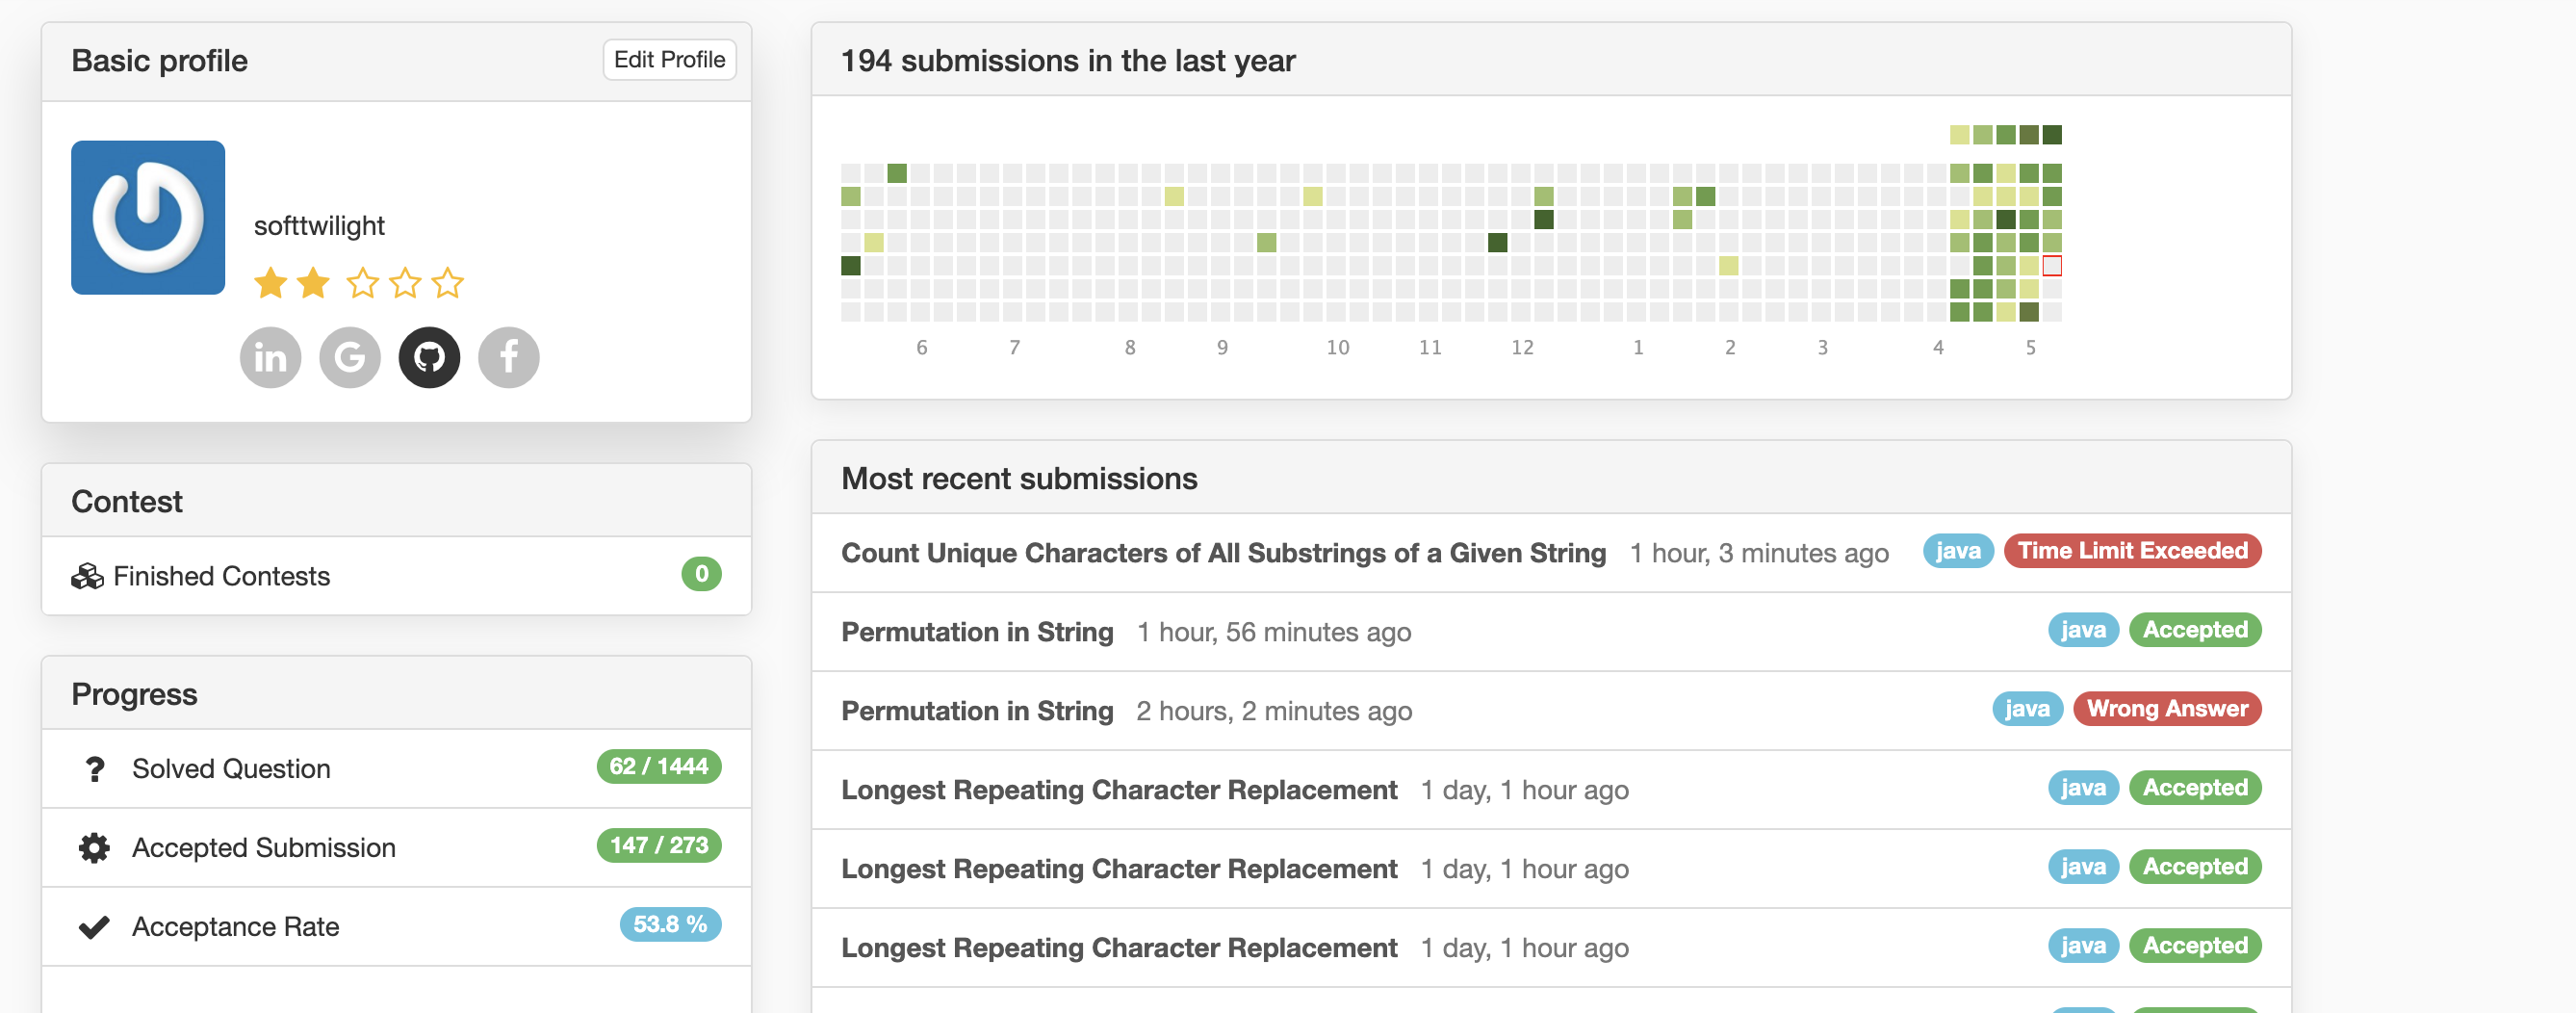 Basic profile
Edit Profile
softtwilight
Contest
Finished Contests 0
Progress
Solved Question 62 / 1444
Accepted Submission 147 / 273
Acceptance Rate 53.8 %
194 submissions in the last year
6 7 8 9 10 11 12 1 2 3 4 5
Most recent submissions
Count Unique Characters of All Substrings of a Given String 1 hour, 3 minutes ago java Time Limit Exceeded
Permutation in String 1 hour, 56 minutes ago java Accepted
Permutation in String 2 hours, 2 minutes ago java Wrong Answer
Longest Repeating Character Replacement 1 day, 1 hour ago java Accepted
Longest Repeating Character Replacement 1 day, 1 hour ago java Accepted
Longest Repeating Character Replacement 1 day, 1 hour ago java Accepted